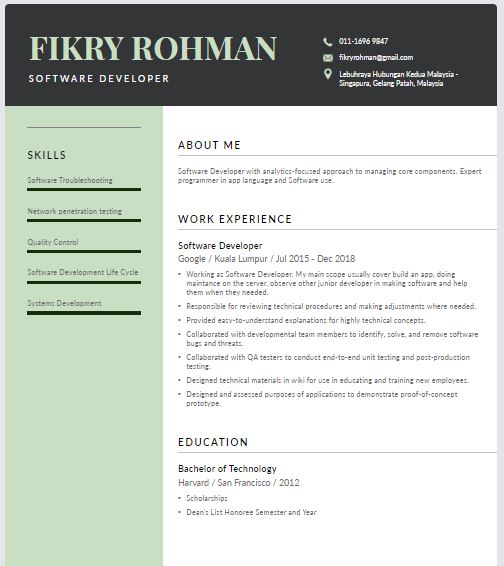 FIKRY ROHMAN
SOFTWARE DEVELOPER
011-1696 9847
fikryrohman@gmail.com
Lebuhraya Hubungan Kedua Malaysia -
Singapura, Gelang Patah, Malaysia
SKILLS
Software Troubleshooting
Network penetration testing
Quality Control
Software Development Life Cycle
Systems Development
ABOUT ME
Software Developer with analytics-focused approach to managing core components. Expert
programmer in app language and Software use.
WORK EXPERIENCE
Software Developer
Google / Kuala Lumpur / Jul 2015 - Dec 2018
• Working as Software Developer. My main scope usually cover build an app, doing
maintance on the server, observe other junior developer in making software and help
them when they needed.
• Responsible for reviewing technical procedures and making adjustments where needed.
• Provided easy-to-understand explanations for highly technical concepts.
• Collaborated with developmental team members to identify, solve, and remove software
bugs and threats.
• Collaborated with QA testers to conduct end-to-end unit testing and post-production
testing.
• Designed technical materials in wiki for use in educating and training new employees.
• Designed and assessed purposes of applications to demonstrate proof-of-concept
prototype.
EDUCATION
Bachelor of Technology
Harvard / San Francisco / 2012
• Scholarships
• Dean's List Honoree Semester and Year